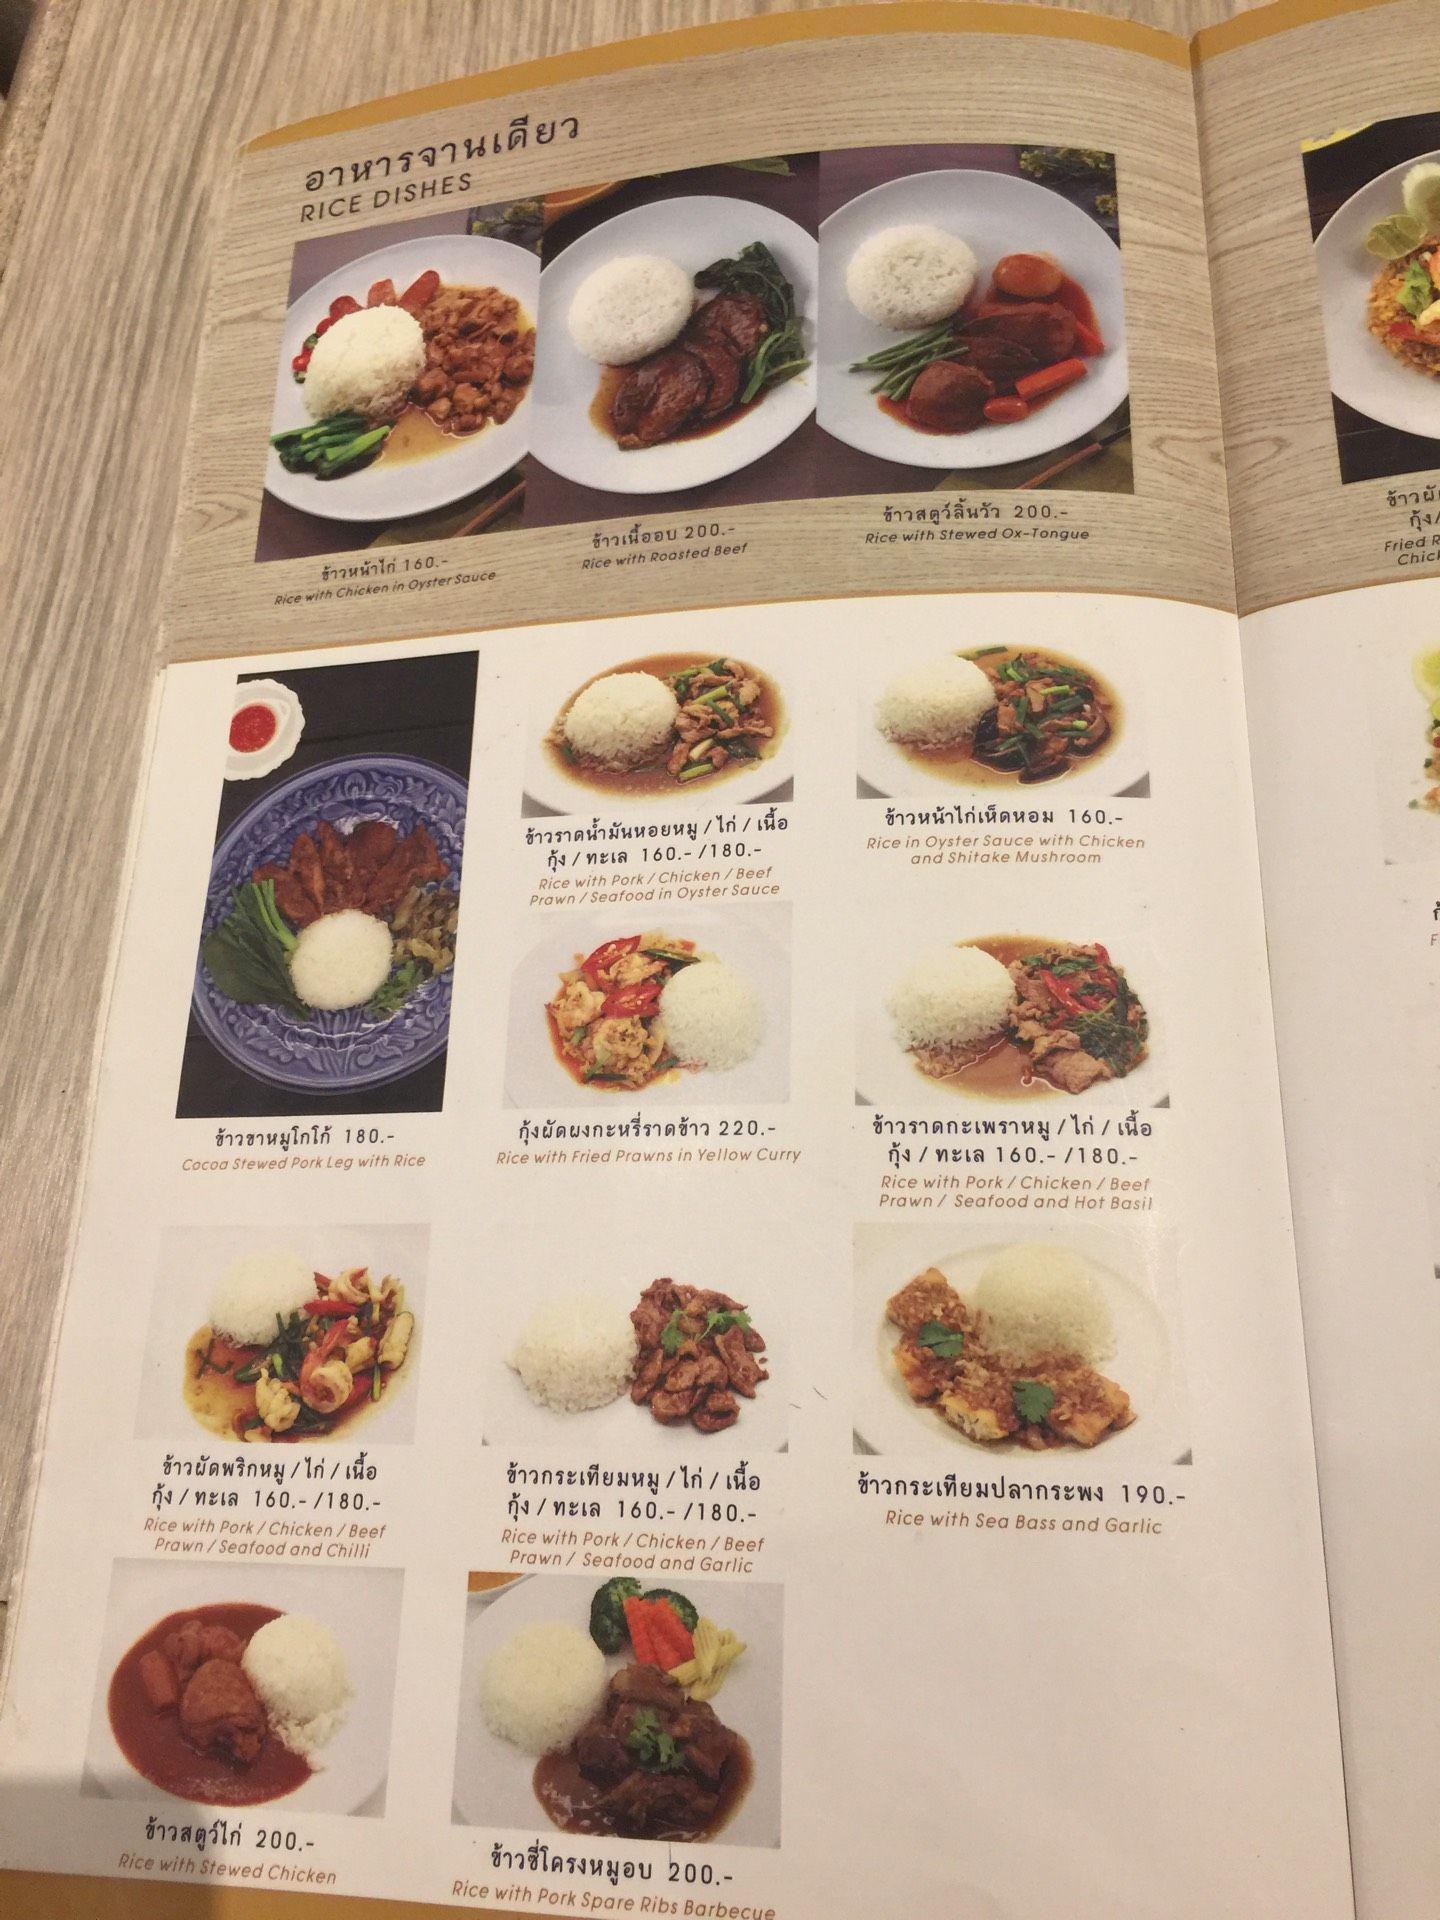 อาหารจานเดียว
RICE DISHES
ข้าวหน้าไก่ 160.-
Rice with Chicken in Oyster Sauce
ข้าวเนื้ออบ 200.-
Rice with Roasted Beef
ข้าวสตูว์ลิ้นวัว 200.-
Rice with Stewed Ox-Tongue
ข้าวราดน้ำมันหอยหมู / ไก่ / เนื้อ
กุ้ง / ทะเล 160.- /180.-
Rice with Pork / Chicken / Beef
Prawn / Seafood in Oyster Sauce
ข้าวหน้าไก่เห็ดหอม 160.-
Rice in Oyster Sauce with Chicken
and Shitake Mushroom
ข้าวขาหมูโกโก้ 180.-
Cocoa Stewed Pork Leg with Rice
กุ้งผัดผงกะหรี่ราดข้าว 220.-
Rice with Fried Prawns in Yellow Curry
ข้าวราดกะเพราหมู / ไก่ / เนื้อ
กุ้ง / ทะเล 160.- /180.-
Rice with Pork / Chicken / Beef
Prawn / Seafood and Hot Basil
ข้าวผัดพริกหมู / ไก่ / เนื้อ
กุ้ง / ทะเล 160.- /180.-
Rice with Pork / Chicken / Beef
Prawn / Seafood and Chilli
ข้าวกระเทียมหมู / ไก่ / เนื้อ
กุ้ง / ทะเล 160.- /180.-
Rice with Pork / Chicken / Beef
Prawn / Seafood and Garlic
ข้าวกระเทียมปลากระพง 190.-
Rice with Sea Bass and Garlic
ข้าวสตูว์ไก่ 200.-
Rice with Stewed Chicken
ข้าวซี่โครงหมูอบ 200.-
Rice with Pork Spare Ribs Barbecue
กุ้ง/
Fried